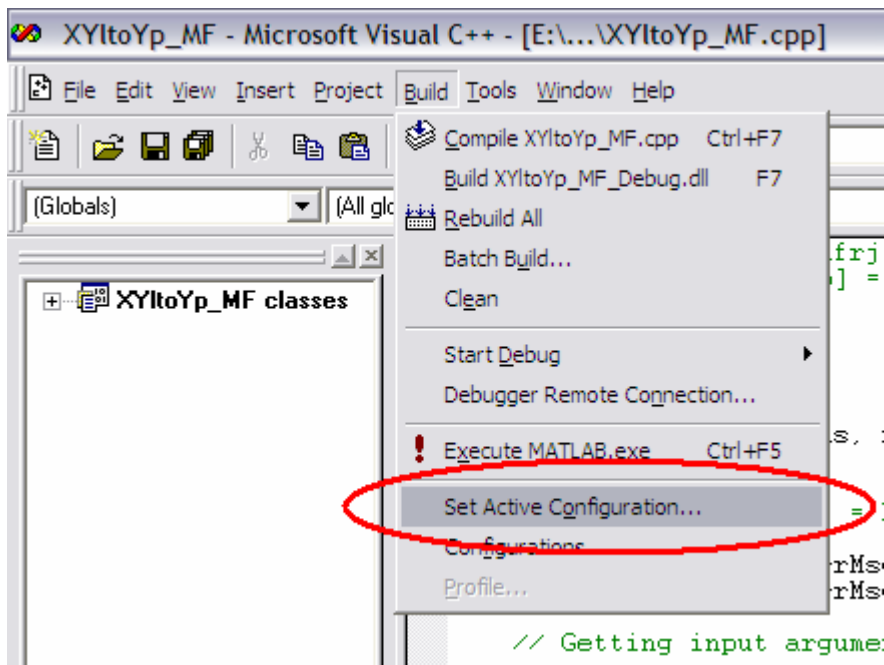 XYltoYp_MF - Microsoft Visual C++ - [E:\...\XYltoYp_MF.cpp]
File Edit View Insert Project Build Tools Window Help
Compile XYltoYp_MF.cpp Ctrl+F7
Build XYltoYp_MF_Debug.dll F7
(Globals) (All glo
Rebuild All
Batch Build...
Clean
XYltoYp_MF classes
Start Debug
Debugger Remote Connection...
Execute MATLAB.exe Ctrl+F5
Set Active Configuration...
Configurations...
Profile...
// Getting input argume